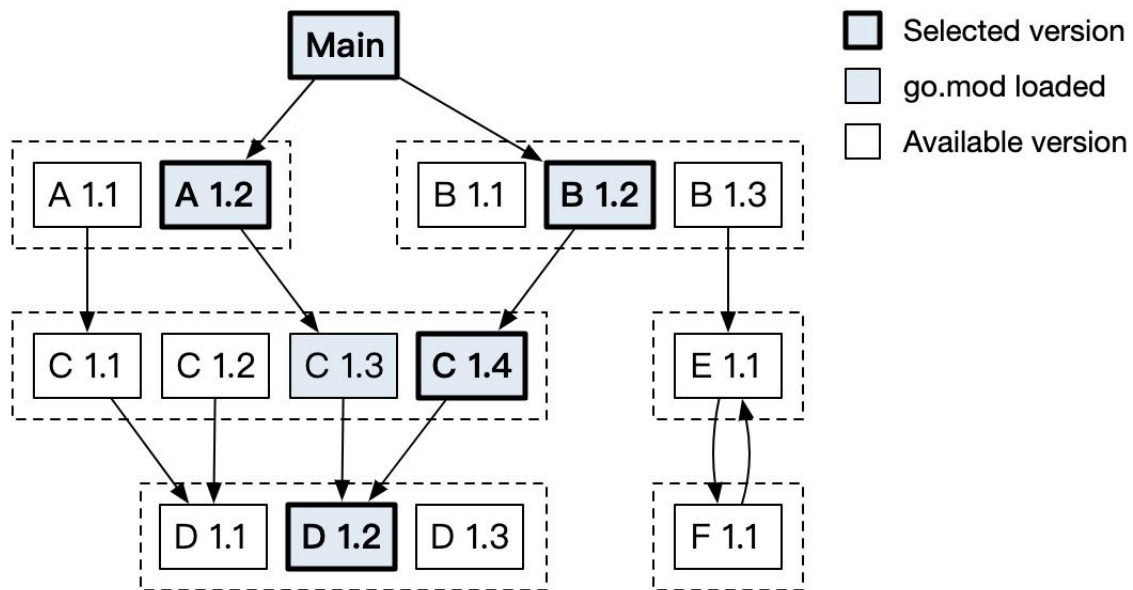 Main
Selected version
go.mod loaded
Available version
A 1.1 A 1.2 B 1.1 B 1.2 B 1.3
C 1.1 C 1.2 C 1.3 C 1.4 E 1.1
D 1.1 D 1.2 D 1.3 F 1.1